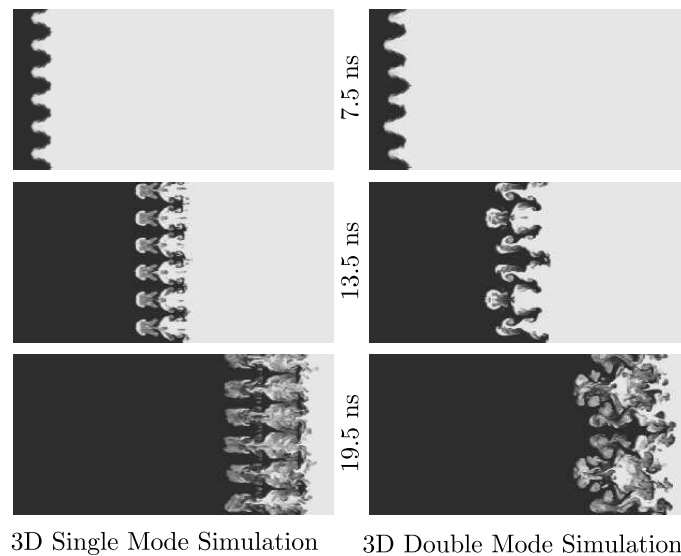 7.5 ns
13.5 ns
19.5 ns
3D Single Mode Simulation
3D Double Mode Simulation